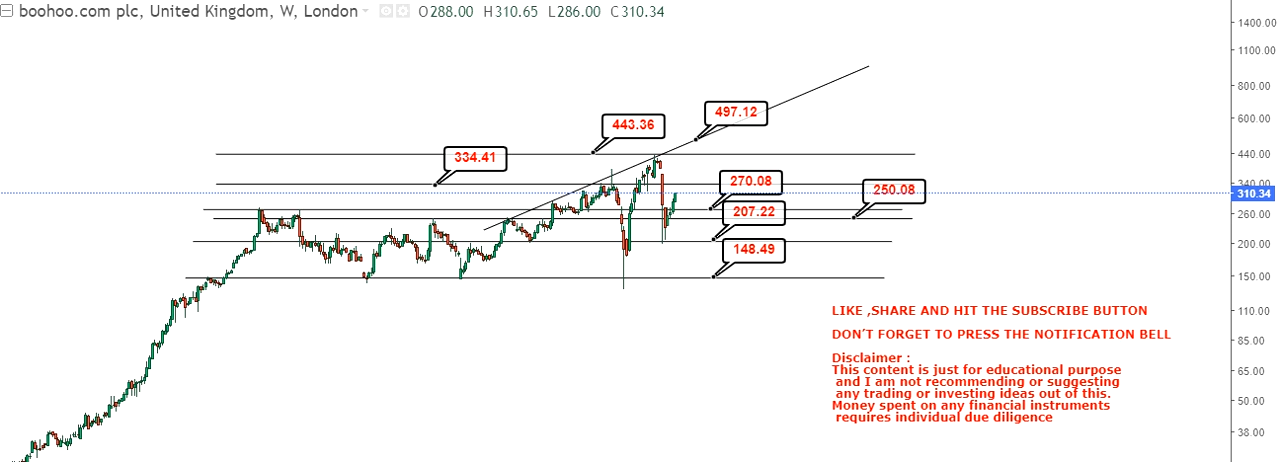 boohoo.com plc, United Kingdom, W, London O288.00 H310.65 L286.00 C310.34
1400.00
1100.00
800.00
600.00
440.00
340.00
310.34
260.00
200.00
150.00
110.00
85.00
65.00
50.00
38.00
497.12
443.36
334.41
270.08
250.08
207.22
148.49
LIKE ,SHARE AND HIT THE SUBSCRIBE BUTTON
DON'T FORGET TO PRESS THE NOTIFICATION BELL
Disclaimer :
This content is just for educational purpose
and I am not recommending or suggesting
any trading or investing ideas out of this.
Money spent on any financial instruments
requires individual due diligence